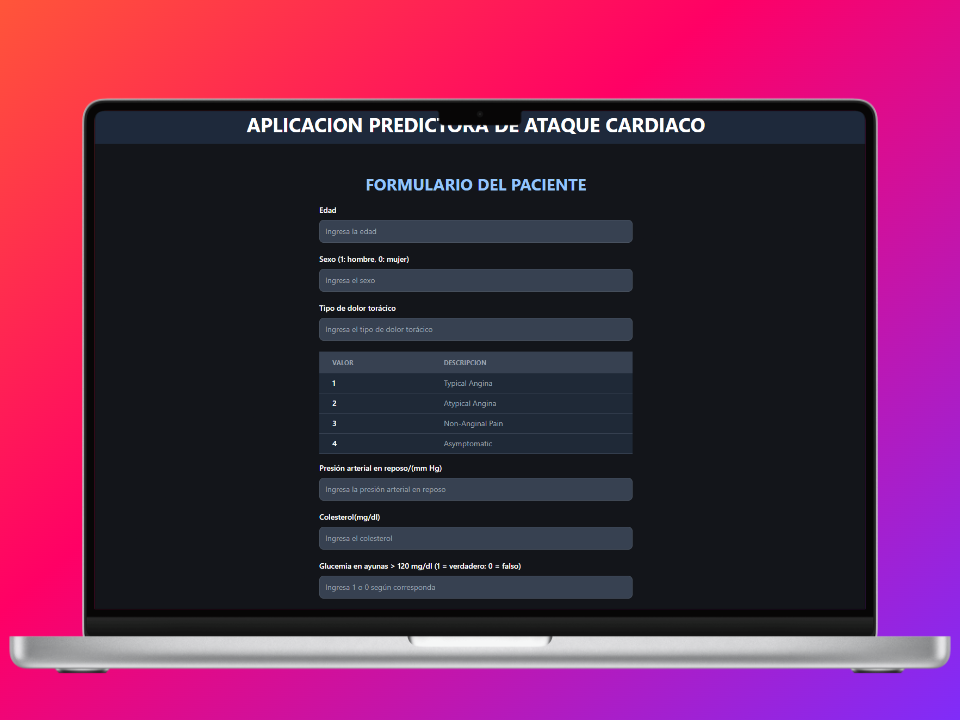 APLICACION PREDICTORA DE ATAQUE CARDIACO
FORMULARIO DEL PACIENTE
Edad
Ingresa la edad
Sexo (1: hombre, 0: mujer)
Ingresa el sexo
Tipo de dolor torácico
Ingresa el tipo de dolor torácico
VALOR DESCRIPCION
1 Typical Angina
2 Atypical Angina
3 Non-Anginal Pain
4 Asymptomatic
Presión arterial en reposo/(mm Hg)
Ingresa la presión arterial en reposo
Colesterol(mg/dl)
Ingresa el colesterol
Glucemia en ayunas > 120 mg/dl (1 = verdadero; 0 = falso)
Ingresa 1 o 0 según corresponda